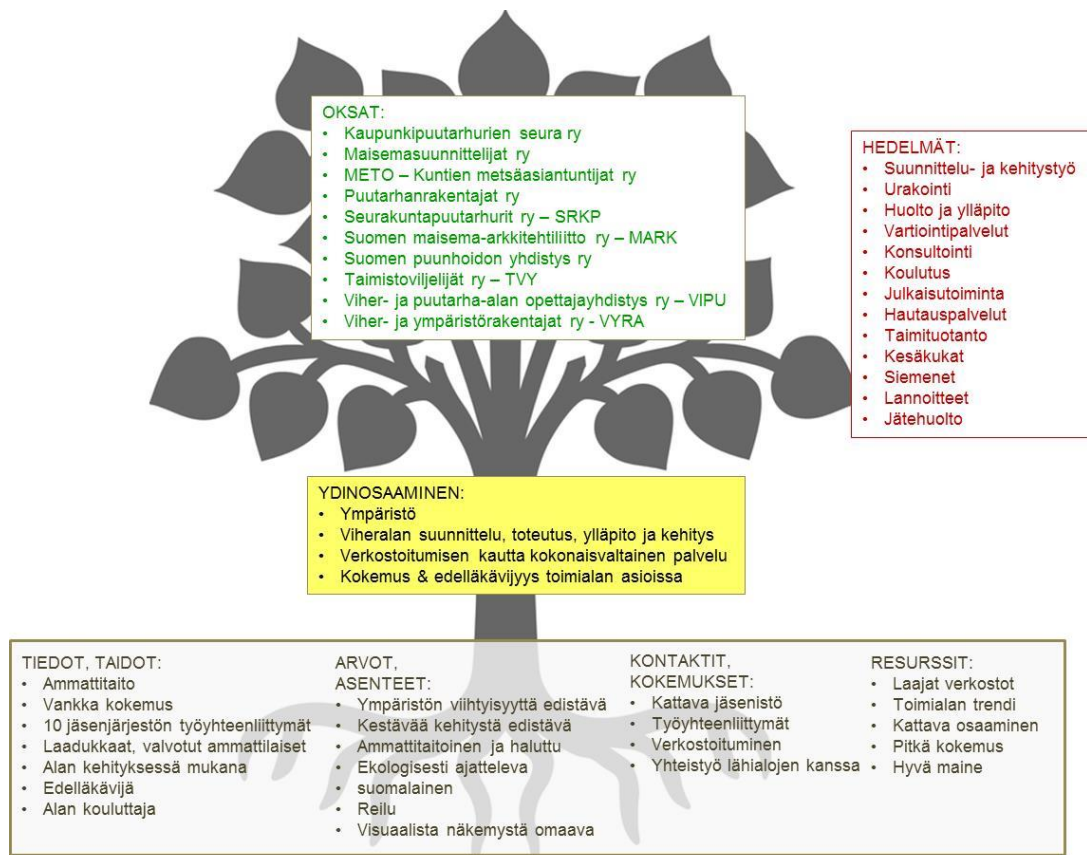 OKSAT:
• Kaupunkipuutarhurien seura ry
• Maisemasuunnittelijat ry
• METO – Kuntien metsäasiantuntijat ry
• Puutarhanrakentajat ry
• Seurakuntapuutarhurit ry – SRKP
• Suomen maisema-arkkitehtiliitto ry – MARK
• Suomen puunhoidon yhdistys ry
• Taimistoviljelijät ry – TVY
• Viher- ja puutarha-alan opettajayhdistys ry – VIPU
• Viher- ja ympäristörakentajat ry - VYRA
HEDELMÄT:
• Suunnittelu- ja kehitystyö
• Urakointi
• Huolto ja ylläpito
• Vartiointipalvelut
• Konsultointi
• Koulutus
• Julkaisutoiminta
• Hautauspalvelut
• Taimituotanto
• Kesäkukat
• Siemenet
• Lannoitteet
• Jätehuolto
YDINOSAAMINEN:
• Ympäristö
• Viheralan suunnittelu, toteutus, ylläpito ja kehitys
• Verkostoitumisen kautta kokonaisvaltainen palvelu
• Kokemus & edelläkävijyys toimialan asioissa
TIEDOT, TAIDOT:
• Ammattitaito
• Vankka kokemus
• 10 jäsenjärjestön työyhteenliittymät
• Laadukkaat, valvotut ammattilaiset
• Alan kehityksessä mukana
• Edelläkävijä
• Alan kouluttaja
ARVOT,
ASENTEET:
• Ympäristön viihtyisyyttä edistävä
• Kestävää kehitystä edistävä
• Ammattitaitoinen ja haluttu
• Ekologisesti ajatteleva
• suomalainen
• Reilu
• Visuaalista näkemystä omaava
KONTAKTIT,
KOKEMUKSET:
• Kattava jäsenistö
• Työyhteenliittymät
• Verkostoituminen
• Yhteistyö lähialojen kanssa
RESURSSIT:
• Laajat verkostot
• Toimialan trendi
• Kattava osaaminen
• Pitkä kokemus
• Hyvä maine